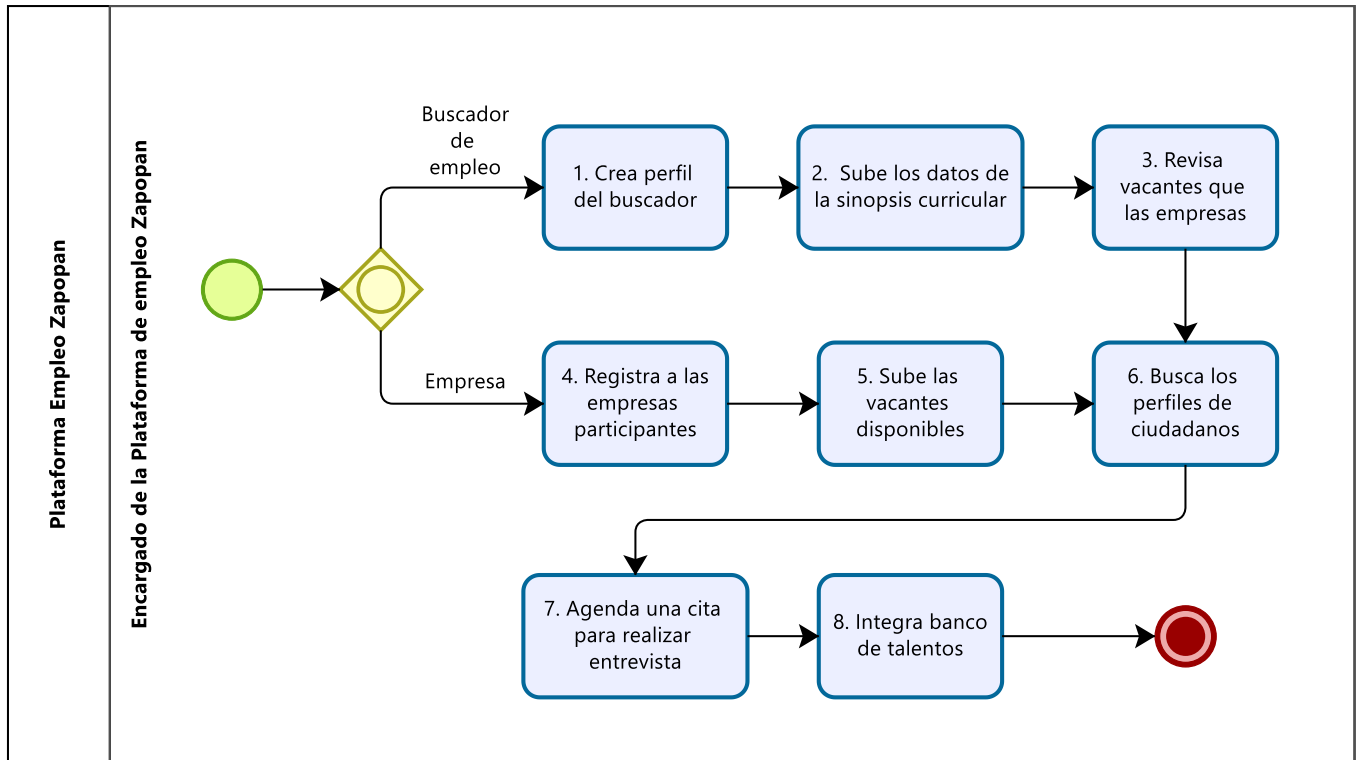 Plataforma Empleo Zapopan
Encargado de la Plataforma de empleo Zapopan
Buscador
de
empleo
1. Crea perfil
del buscador
2. Sube los datos de
la sinopsis curricular
3. Revisa
vacantes que
las empresas
Empresa
4. Registra a las
empresas
participantes
5. Sube las
vacantes
disponibles
6. Busca los
perfiles de
ciudadanos
7. Agenda una cita
para realizar
entrevista
8. Integra banco
de talentos